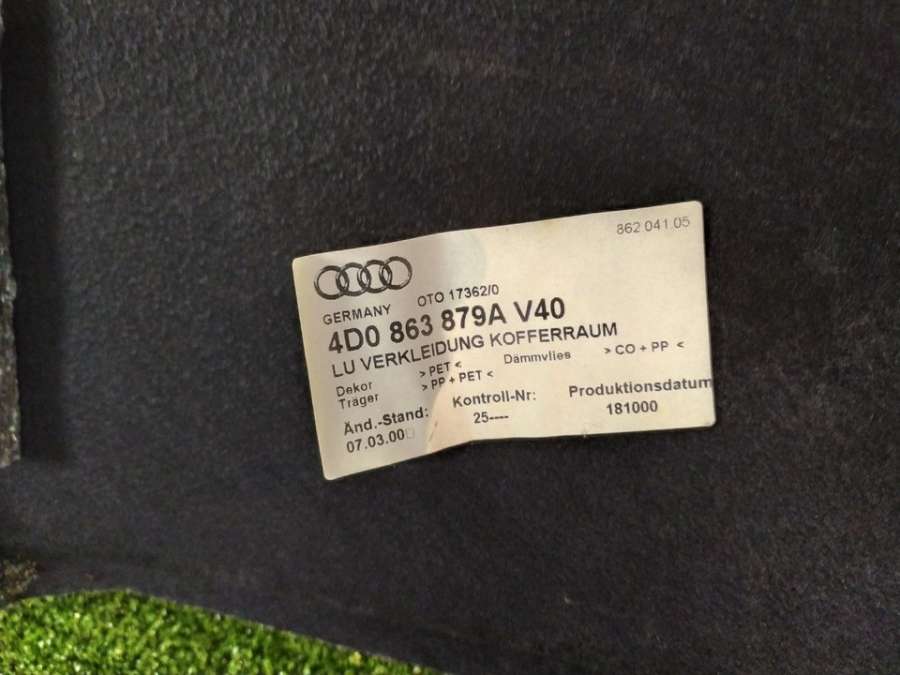 862 041 05
GERMANY OTO 17362/0
4D0 863 879A V40
LU VERKLEIDUNG KOFFERRAUM
Dekor >PET< Dämmvlies >CO+PP <
Träger >PP+PET<
Änd.-Stand: Kontroll-Nr: Produktionsdatum
07.03.00 25---- 181000